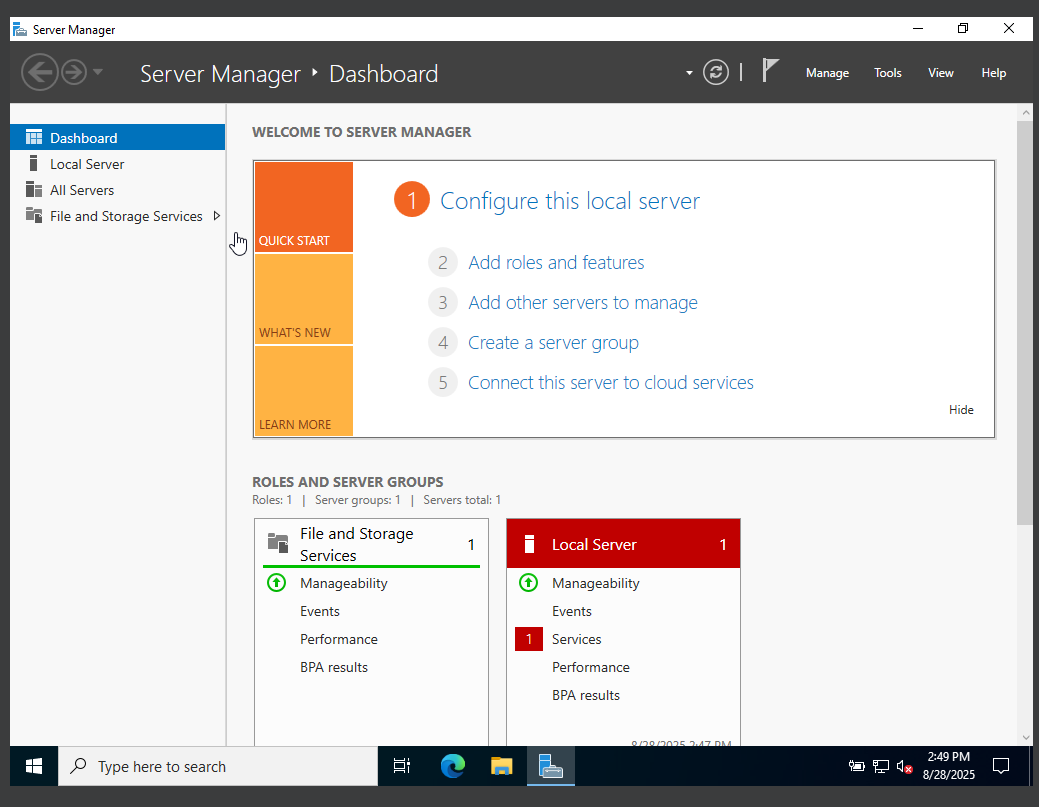 Server Manager
Server Manager Dashboard
Manage Tools View Help
Dashboard
Local Server
All Servers
File and Storage Services
WELCOME TO SERVER MANAGER
QUICK START
WHAT'S NEW
LEARN MORE
1 Configure this local server
2 Add roles and features
3 Add other servers to manage
4 Create a server group
5 Connect this server to cloud services
Hide
ROLES AND SERVER GROUPS
Roles: 1 | Server groups: 1 | Servers total: 1
File and Storage
Services
1
Manageability
Events
Performance
BPA results
Local Server 1
Manageability
Events
1 Services
Performance
BPA results
8/28/2025 2:47 PM
Type here to search
2:49 PM
8/28/2025